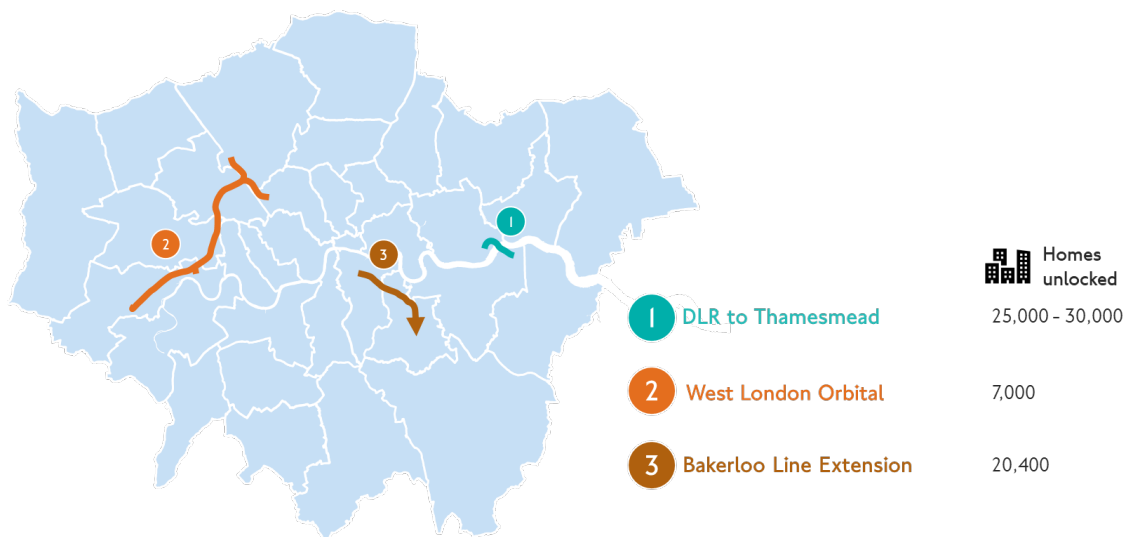 1
2
3
Homes
unlocked
1 DLR to Thamesmead 25,000 - 30,000
2 West London Orbital 7,000
3 Bakerloo Line Extension 20,400